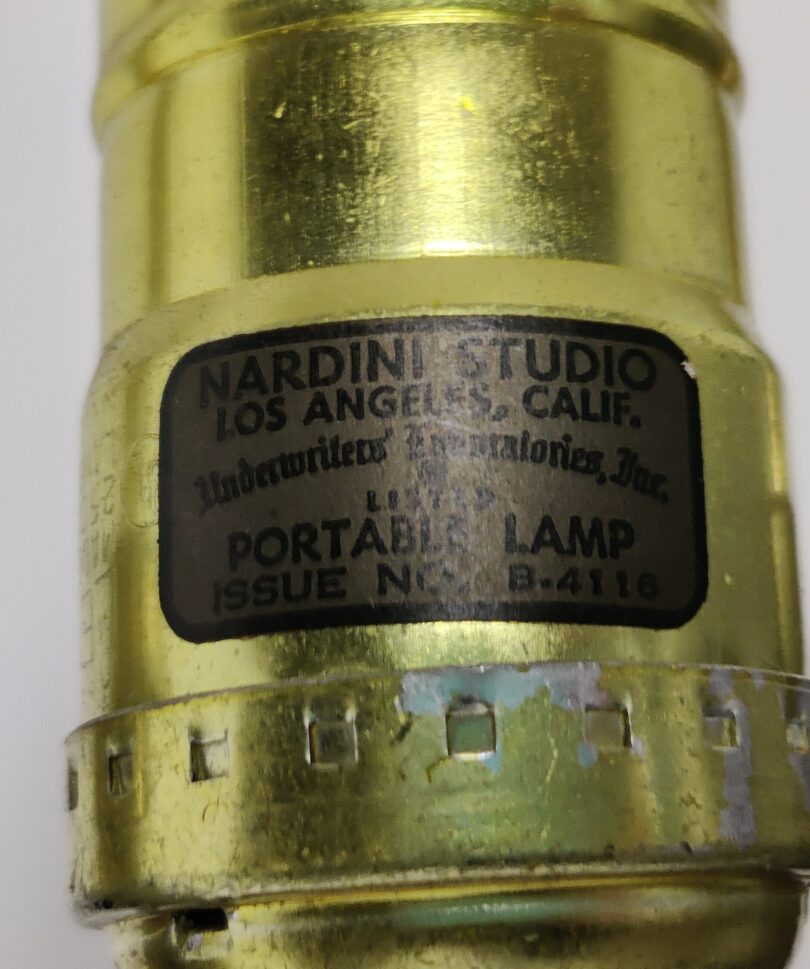 NARDINI STUDIO
LOS ANGELES, CALIF.
Underwriters' Laboratories, Inc.
LISTED
PORTABLE LAMP
ISSUE NO. B-4116